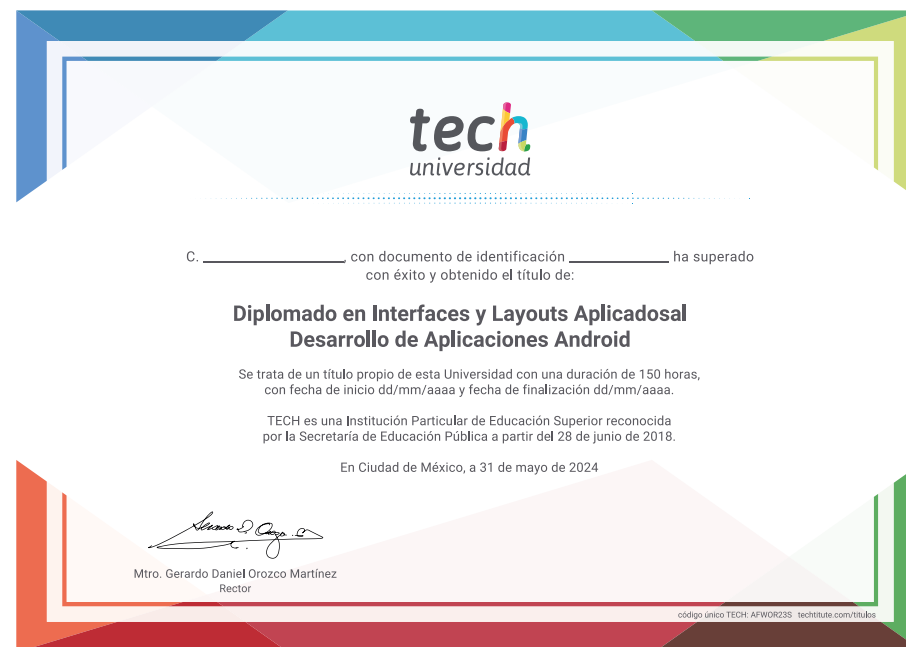 tech
universidad
C. ____________________, con documento de identificación ______________ ha superado
con éxito y obtenido el título de:
Diplomado en Interfaces y Layouts Aplicadosal
Desarrollo de Aplicaciones Android
Se trata de un título propio de esta Universidad con una duración de 150 horas,
con fecha de inicio dd/mm/aaaa y fecha de finalización dd/mm/aaaa.
TECH es una Institución Particular de Educación Superior reconocida
por la Secretaría de Educación Pública a partir del 28 de junio de 2018.
En Ciudad de México, a 31 de mayo de 2024
Mtro. Gerardo Daniel Orozco Martínez
Rector
código único TECH: AFWOR23S techtitute.com/titulos